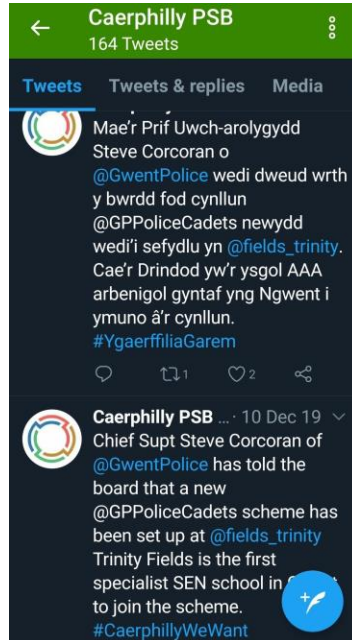 Caerphilly PSB
164 Tweets
Tweets Tweets & replies Media
Mae'r Prif Uwch-arolygydd
Steve Corcoran o
@GwentPolice wedi dweud wrth
y bwrdd fod cynllun
@GPPoliceCadets newydd
wedi'i sefydlu yn @fields_trinity.
Cae'r Drindod yw'r ysgol AAA
arbenigol gyntaf yng Ngwent i
ymuno â'r cynllun.
#YgaerffiliaGarem
1 2
Caerphilly PSB ... · 10 Dec 19
Chief Supt Steve Corcoran of
@GwentPolice has told the
board that a new
@GPPoliceCadets scheme has
been set up at @fields_trinity
Trinity Fields is the first
specialist SEN school in
to join the scheme.
#CaerphillyWeWant